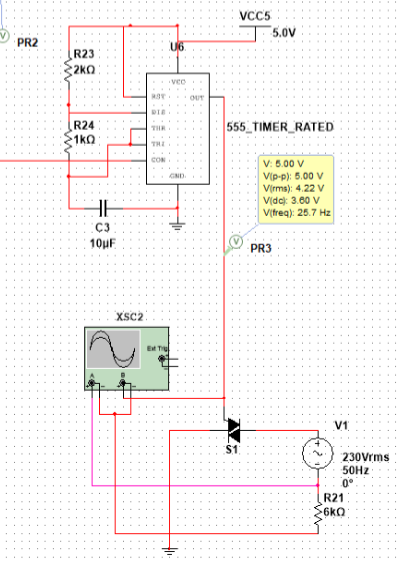 VCC5
5.0V
PR2
V
U6
R23
2kΩ
VCC
RST
OUT
DIS
R24
1kΩ
THR
TRI
CON
GND
555_TIMER_RATED
V: 5.00 V
V(p-p): 5.00 V
V(rms): 4.22 V
V(dc): 3.60 V
V(freq): 25.7 Hz
C3
10µF
V
PR3
XSC2
Ext Trig
+
-
A
B
+
-
+
-
S1
V1
+
-
230Vrms
50Hz
0°
R21
6kΩ